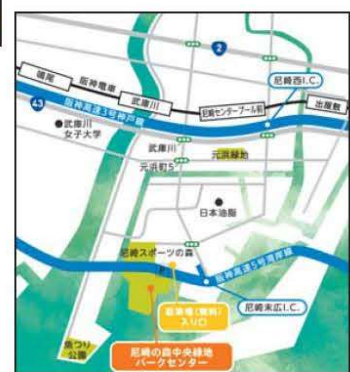 2
鳴尾
阪神電車
武庫川
尼崎センタープール前
出屋敷
尼崎西I.C.
43
阪神高速3号神戸線
武庫川
女子大学
武庫川
元浜町5
元浜緑地
日本油脂
尼崎スポーツの森
阪神高速5号湾岸線
駐車場(無料)
入り口
尼崎末広I.C.
魚つり
公園
尼崎の森中央緑地
パークセンター